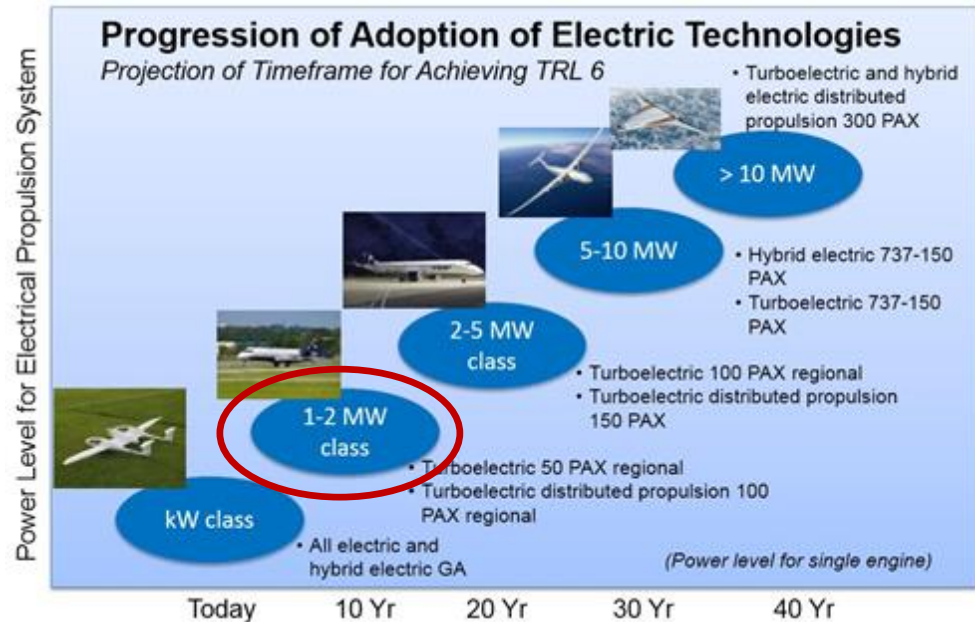 Progression of Adoption of Electric Technologies
Projection of Timeframe for Achieving TRL 6
Power Level for Electrical Propulsion System
• Turboelectric and hybrid
electric distributed
propulsion 300 PAX
> 10 MW
5-10 MW
• Hybrid electric 737-150
PAX
• Turboelectric 737-150
PAX
2-5 MW
class
• Turboelectric 100 PAX regional
• Turboelectric distributed propulsion
150 PAX
1-2 MW
class
• Turboelectric 50 PAX regional
• Turboelectric distributed propulsion 100
PAX regional
kW class
• All electric and
hybrid electric GA
(Power level for single engine)
Today 10 Yr 20 Yr 30 Yr 40 Yr